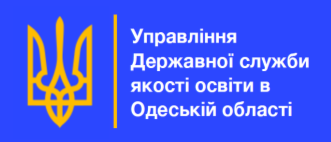 Управління
Державної служби
якості освіти в
Одеській області